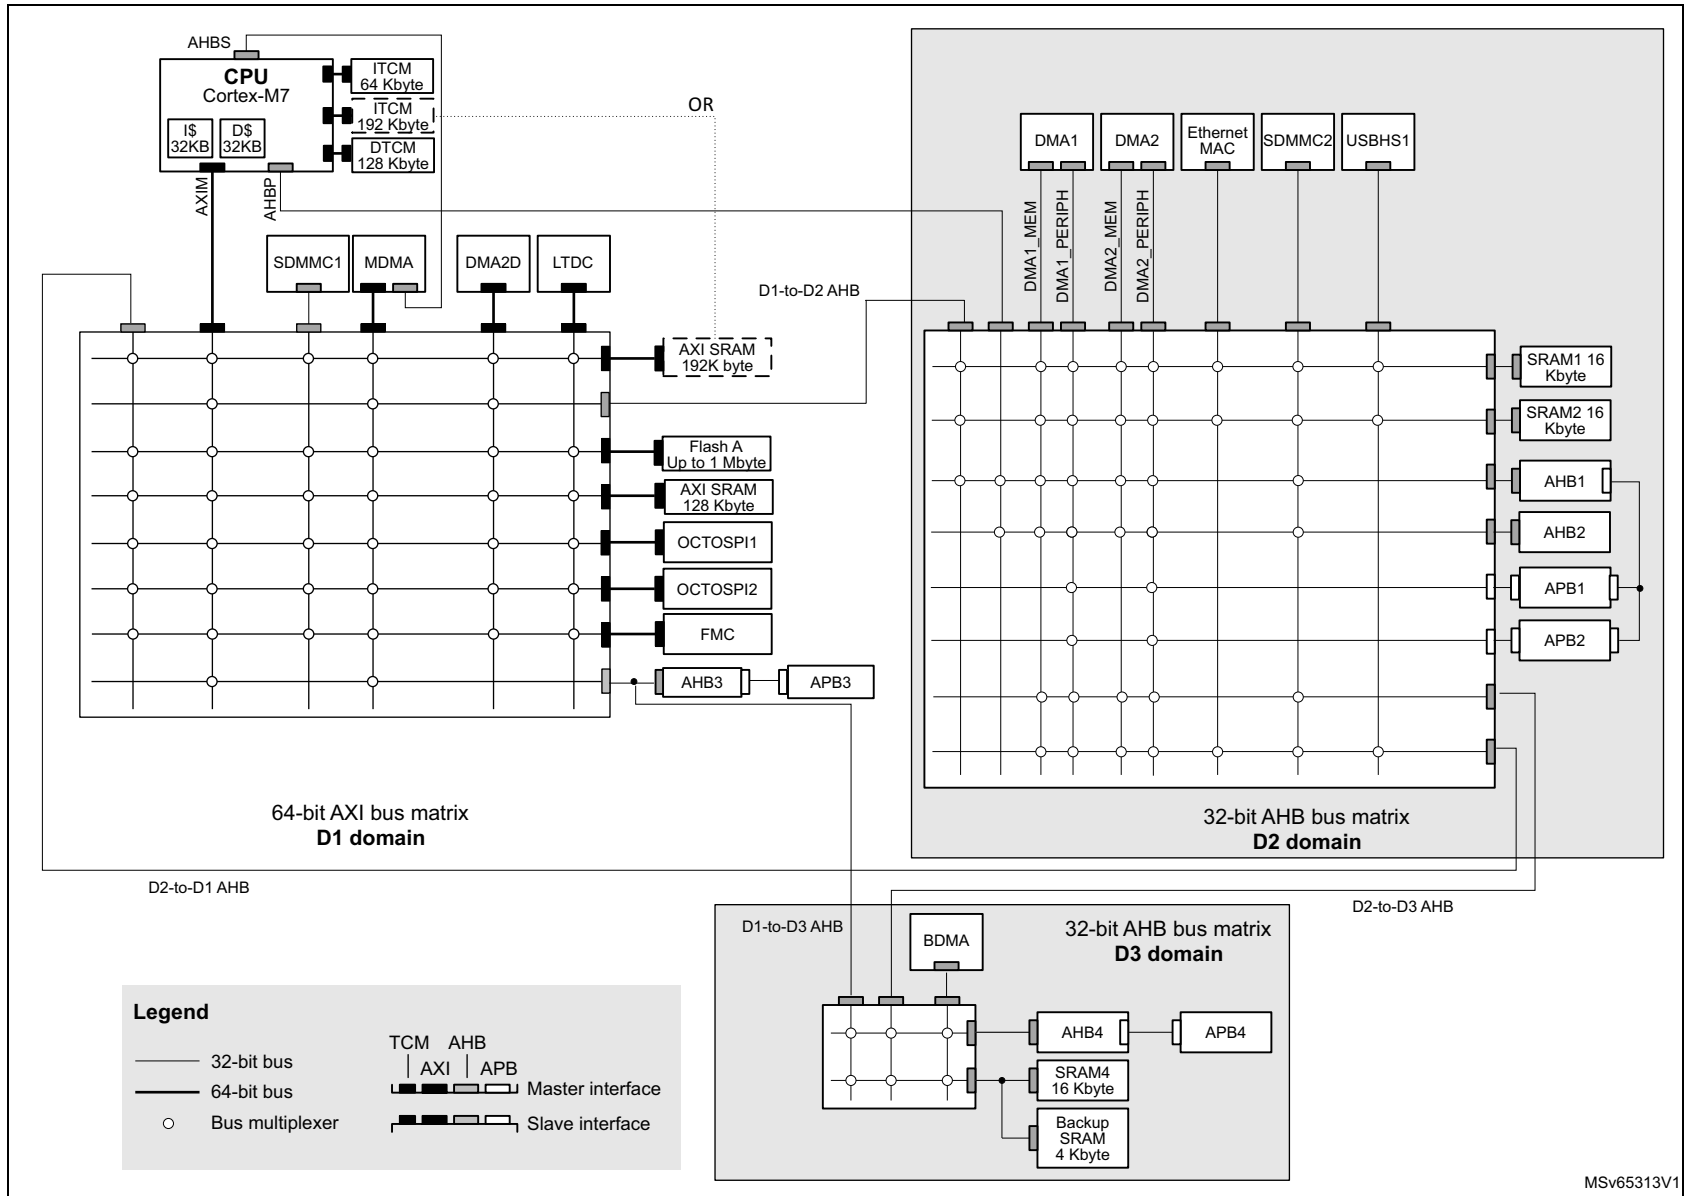 AHBS
CPU
Cortex-M7
I$
32KB
D$
32KB
ITCM
64 Kbyte
ITCM
192 Kbyte
DTCM
128 Kbyte
OR
AXIM
AHBP
SDMMC1
MDMA
DMA2D
LTDC
D1-to-D2 AHB
AXI SRAM
192K byte
Flash A
Up to 1 Mbyte
AXI SRAM
128 Kbyte
OCTOSPI1
OCTOSPI2
FMC
AHB3
APB3
64-bit AXI bus matrix
D1 domain
DMA1
DMA2
Ethernet
MAC
SDMMC2
USBHS1
DMA1_MEM
DMA1_PERIPH
DMA2_MEM
DMA2_PERIPH
SRAM1 16
Kbyte
SRAM2 16
Kbyte
AHB1
AHB2
APB1
APB2
32-bit AHB bus matrix
D2 domain
D2-to-D1 AHB
D2-to-D3 AHB
D1-to-D3 AHB
BDMA
32-bit AHB bus matrix
D3 domain
AHB4
APB4
SRAM4
16 Kbyte
Backup
SRAM
4 Kbyte
Legend
32-bit bus
64-bit bus
Bus multiplexer
TCM
AHB
AXI
APB
Master interface
Slave interface
MSv65313V1